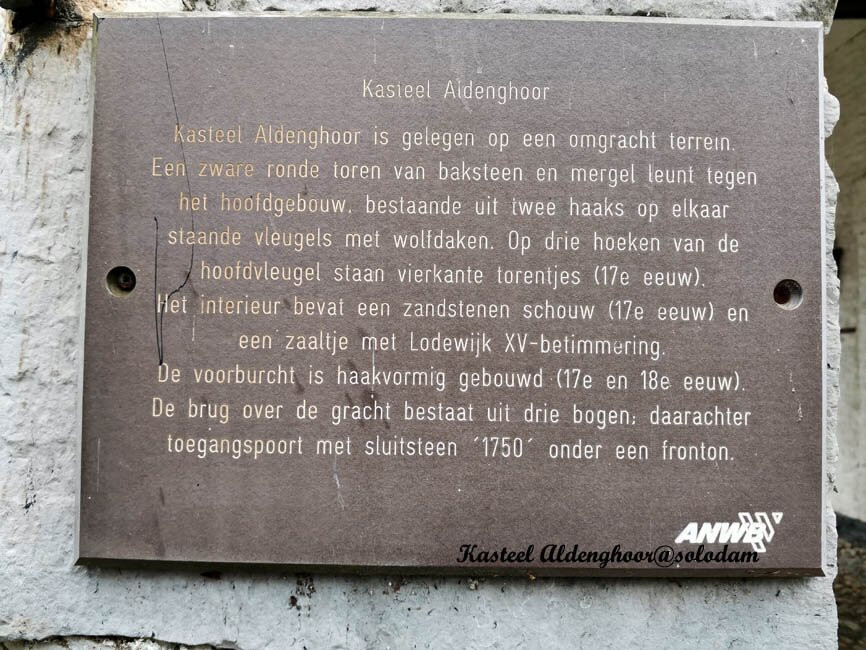 Kasteel Aldenghoor
Kasteel Aldenghoor is gelegen op een omgracht terrein.
Een zware ronde toren van baksteen en mergel leunt tegen
het hoofdgebouw, bestaande uit twee haaks op elkaar
staande vleugels met wolfdaken. Op drie hoeken van de
hoofdvleugel staan vierkante torentjes (17e eeuw).
Het interieur bevat een zandstenen schouw (17e eeuw) en
een zaaltje met Lodewijk XV-betimmering.
De voorburcht is haakvormig gebouwd (17e en 18e eeuw).
De brug over de gracht bestaat uit drie bogen; daarachter
toegangspoort met sluitsteen ´1750´ onder een fronton.
ANWB
Kasteel Aldenghoor@solodam